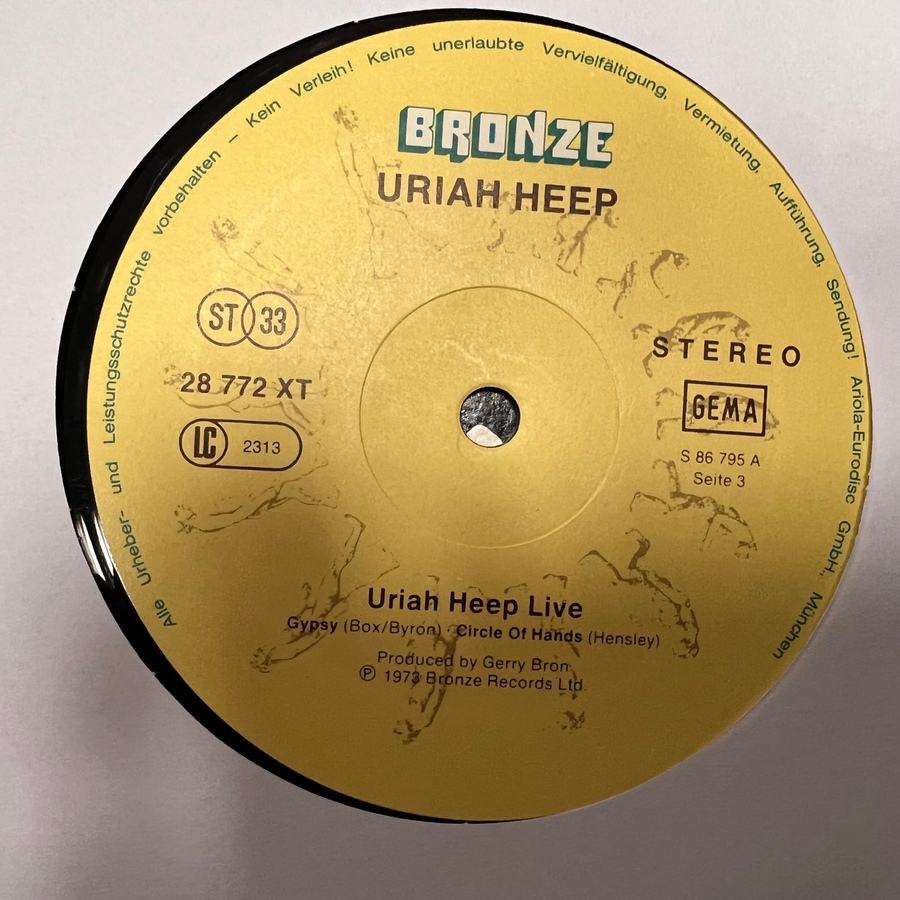 Alle Urheber- und Leistungsschutzrechte vorbehalten – Kein Verleih! Keine unerlaubte Vervielfältigung, Vermietung, Aufführung, Sendung! Ariola-Eurodisc GmbH., München
BRONZE
URIAH HEEP
ST 33
28 772 XT
LC 2313
STEREO
GEMA
S 86 795 A
Seite 3
Uriah Heep Live
Gypsy (Box/Byron) · Circle Of Hands (Hensley)
Produced by Gerry Bron
℗ 1973 Bronze Records Ltd.